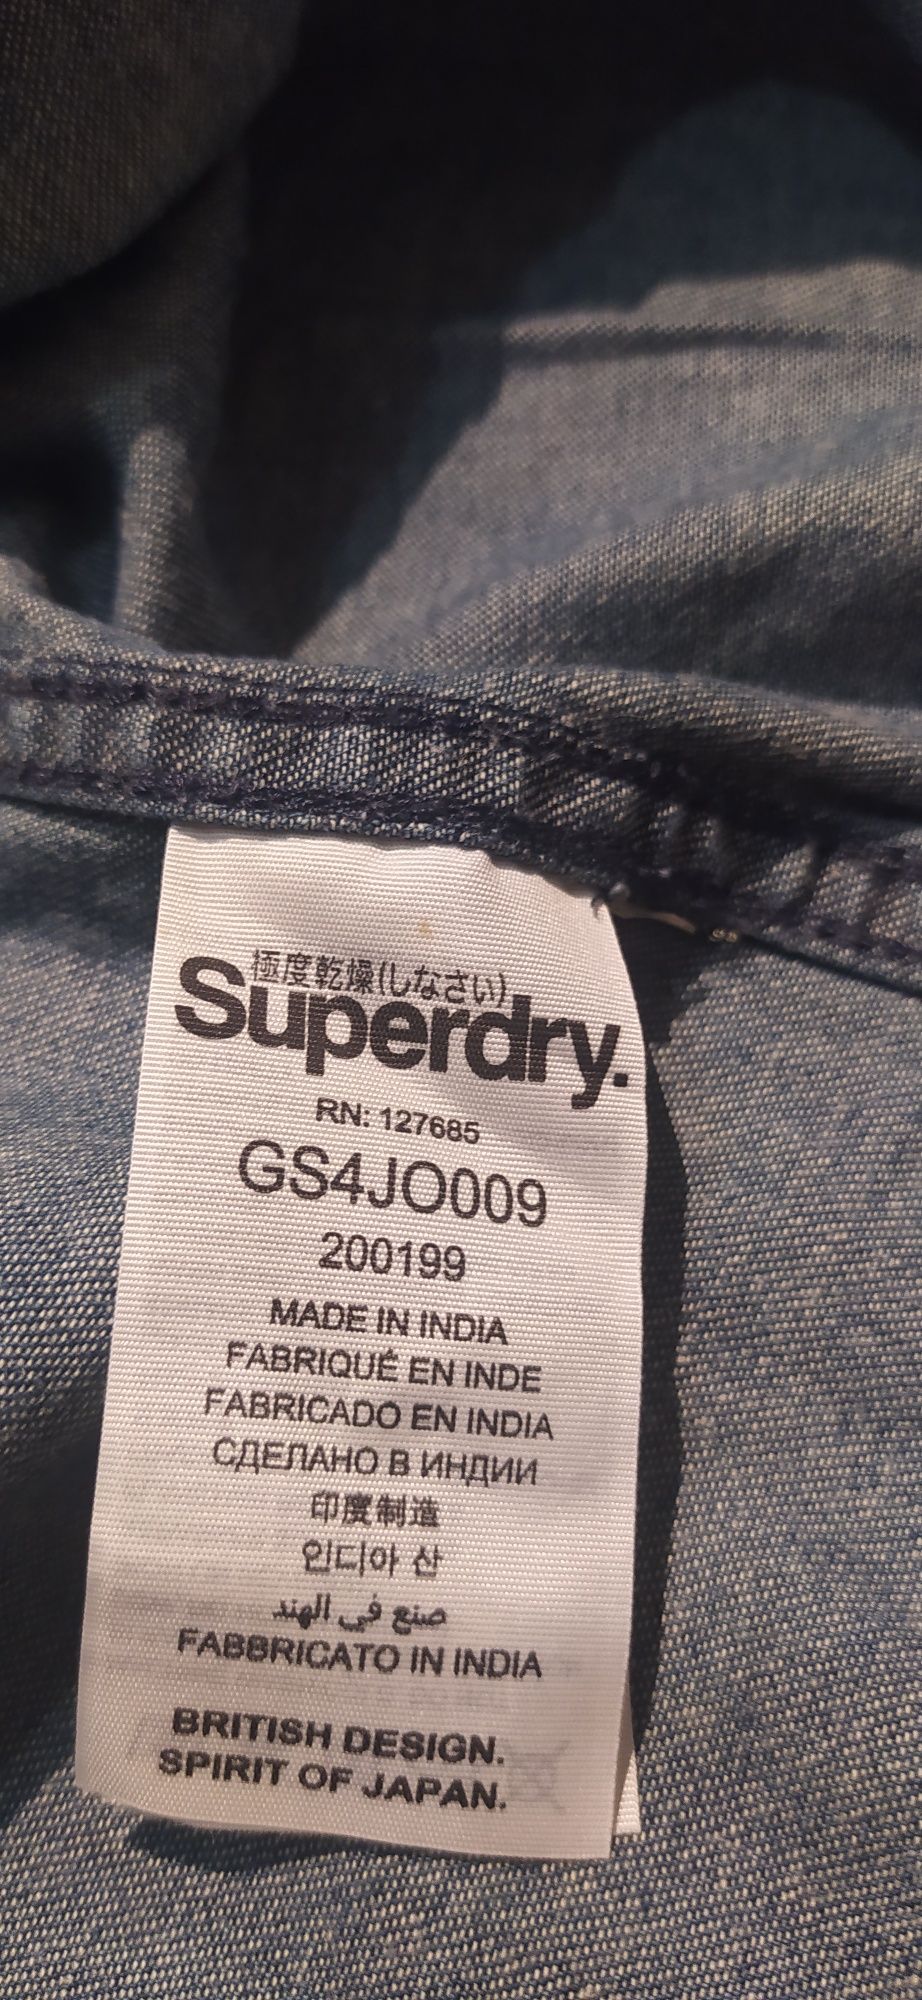 極度乾燥(しなさい)
Superdry.
RN: 127685
GS4JO009
200199
MADE IN INDIA
FABRIQUÉ EN INDE
FABRICADO EN INDIA
СДЕЛАНО В ИНДИИ
印度制造
인디아 산
صنع في الهند
FABBRICATO IN INDIA
BRITISH DESIGN.
SPIRIT OF JAPAN.